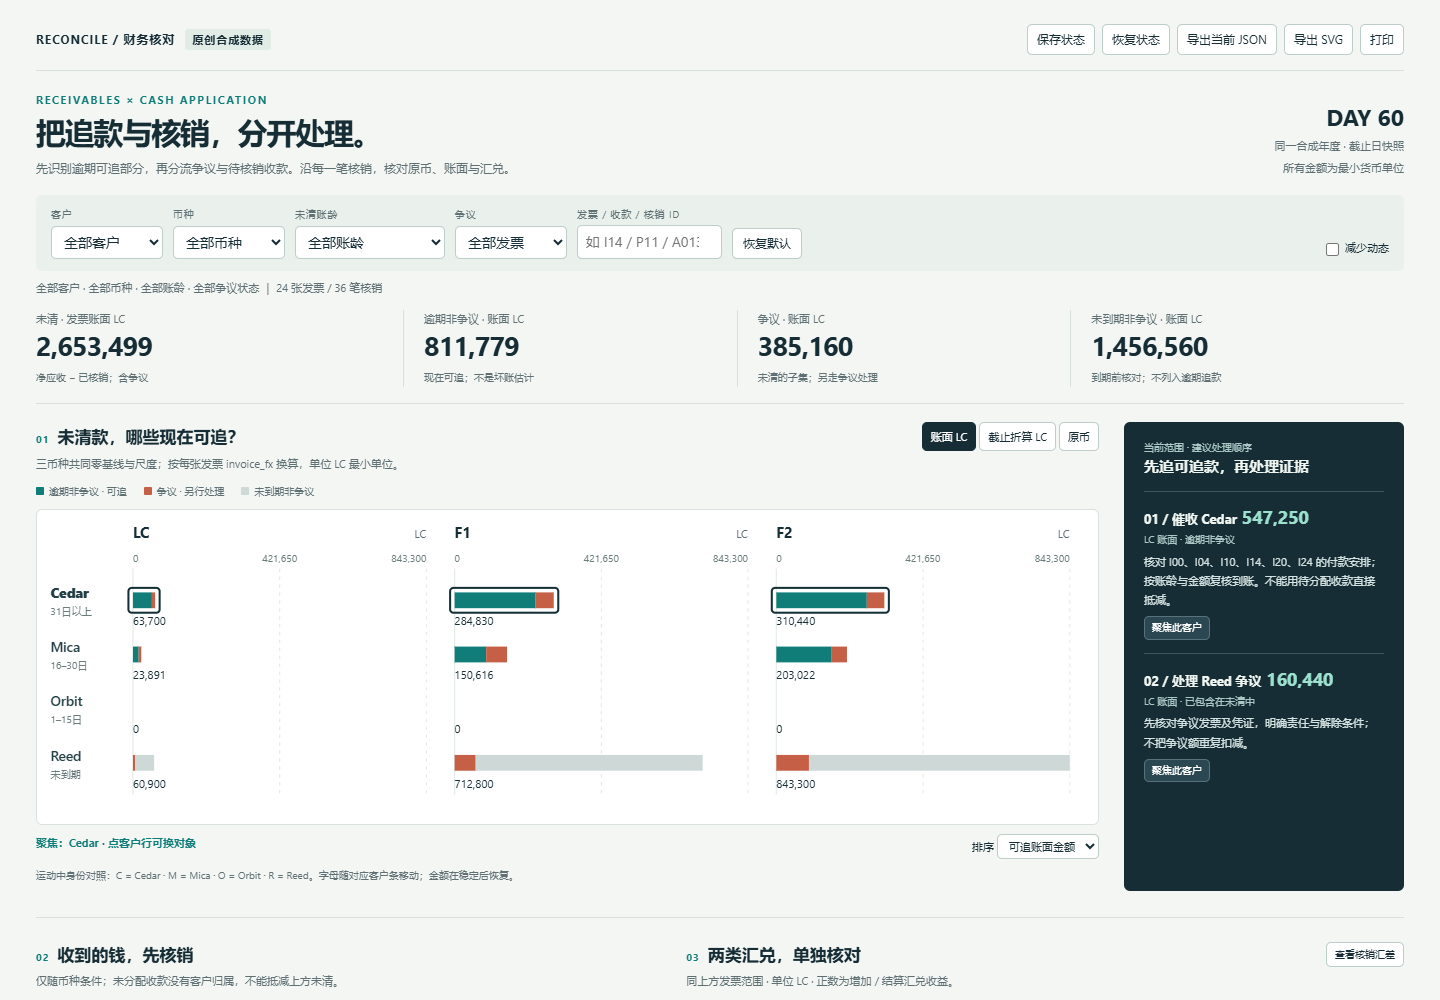 RECONCILE / 财务核对 原创合成数据
保存状态 恢复状态 导出当前 JSON 导出 SVG 打印
RECEIVABLES × CASH APPLICATION
把追款与核销，分开处理。
先识别逾期可追部分，再分流争议与待核销收款。沿每一笔核销，核对原币、账面与汇兑。
DAY 60
同一合成年度 · 截止日快照
所有金额为最小货币单位
客户 币种 未清账龄 争议 发票 / 收款 / 核销 ID
全部客户 全部币种 全部账龄 全部发票 如 I14 / P11 / A013 恢复默认 减少动态
全部客户 · 全部币种 · 全部账龄 · 全部争议状态 | 24 张发票 / 36 笔核销
未清 · 发票账面 LC
2,653,499
净应收 − 已核销；含争议
逾期非争议 · 账面 LC
811,779
现在可追；不是坏账估计
争议 · 账面 LC
385,160
未清的子集；另走争议处理
未到期非争议 · 账面 LC
1,456,560
到期前核对；不列入逾期追款
01 未清款，哪些现在可追？
账面 LC 截止折算 LC 原币
三币种共同零基线与尺度；按每张发票 invoice_fx 换算，单位 LC 最小单位。
逾期非争议 · 可追 争议 · 另行处理 未到期非争议
LC LC F1 LC F2 LC
0 421,650 843,300 0 421,650 843,300 0 421,650 843,300
Cedar
31日以上
63,700 284,830 310,440
Mica
16–30日
23,891 150,616 203,022
Orbit
1–15日
0 0 0
Reed
未到期
60,900 712,800 843,300
聚焦：Cedar · 点客户行可换对象
排序 可追账面金额
运动中身份对照：C = Cedar · M = Mica · O = Orbit · R = Reed。字母随对应客户条移动；金额在稳定后恢复。
当前范围 · 建议处理顺序
先追可追款，再处理证据
01 / 催收 Cedar 547,250
LC 账面 · 逾期非争议
核对 I00、I04、I10、I14、I20、I24 的付款安排；
按账龄与金额复核到账。不能用待分配收款直接
抵减。
聚焦此客户
02 / 处理 Reed 争议 160,440
LC 账面 · 已包含在未清中
先核对争议发票及凭证，明确责任与解除条件；
不把争议额重复扣减。
聚焦此客户
02 收到的钱，先核销
仅随币种条件；未分配收款没有客户归属，不能抵减上方未清。
03 两类汇兑，单独核对
查看核销汇差
同上方发票范围 · 单位 LC · 正数为增加 / 结算汇兑收益。